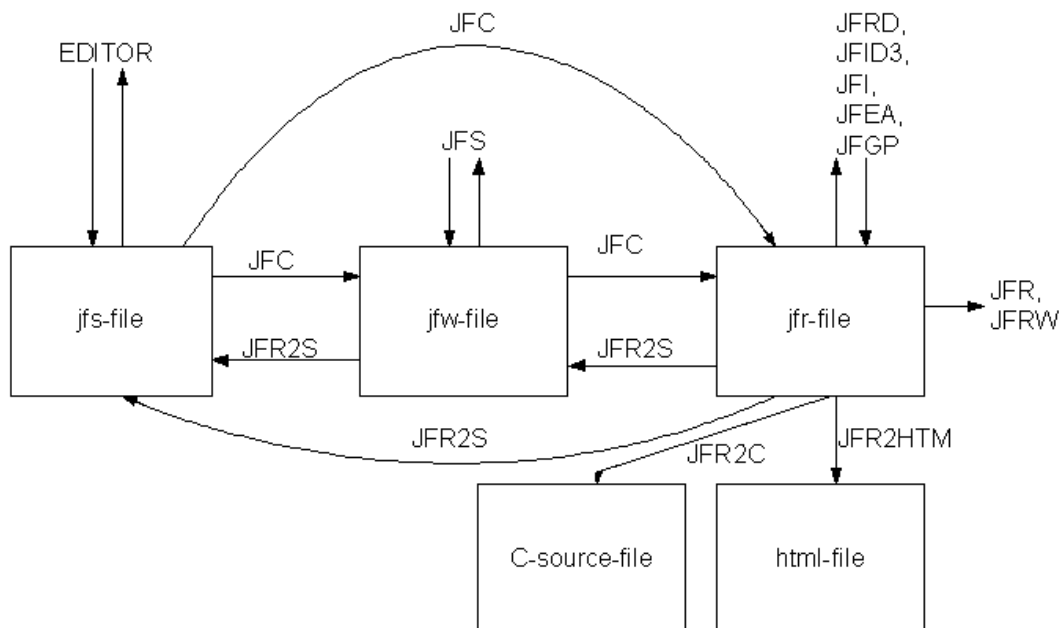 JFC
EDITOR
JFRD,
JFID3,
JFI,
JFEA,
JFGP
JFS
JFC
JFC
jfs-file
jfw-file
jfr-file
JFR,
JFRW
JFR2S
JFR2S
JFR2S
JFR2C
JFR2HTM
C-source-file
html-file